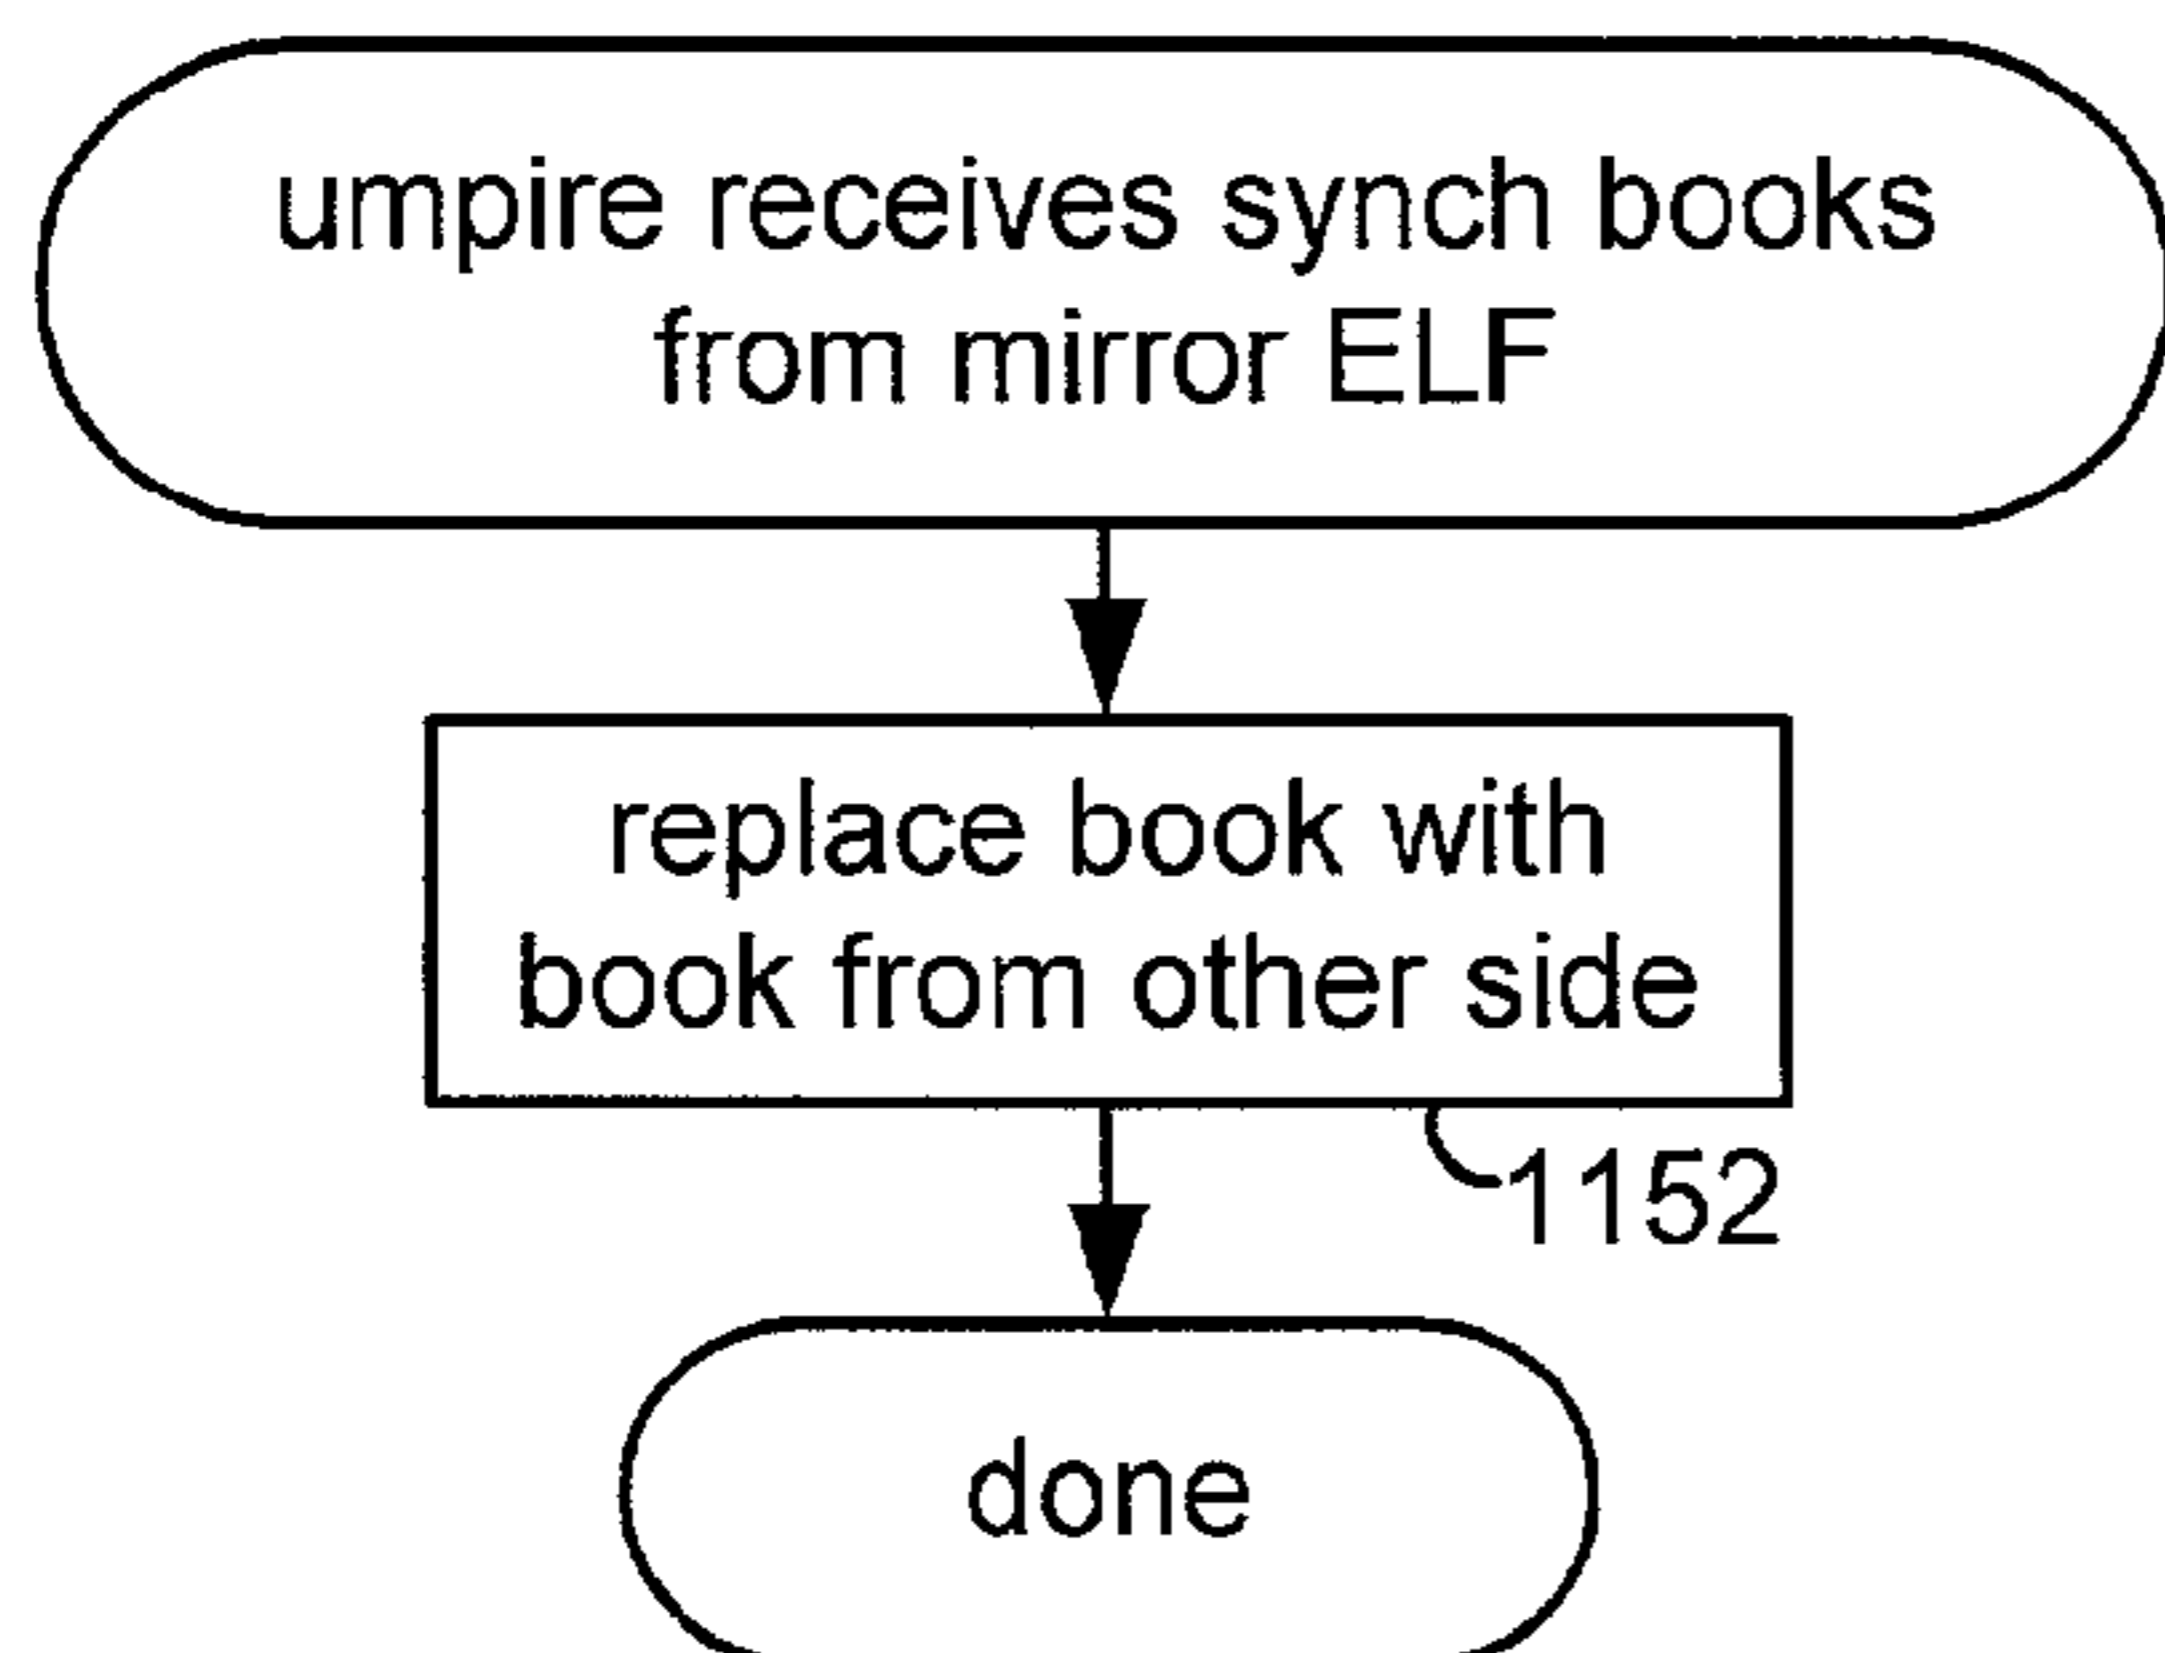 umpire receives synch books
from mirror ELF
replace book with
book from other side
1152
done